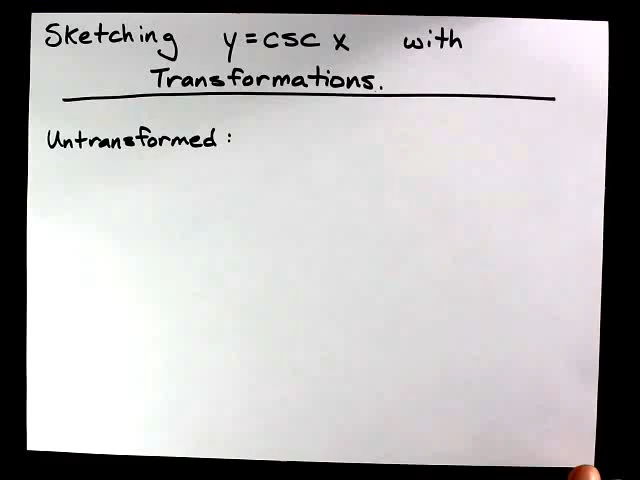 Sketching y = csc x with
Transformations.
Untransformed: